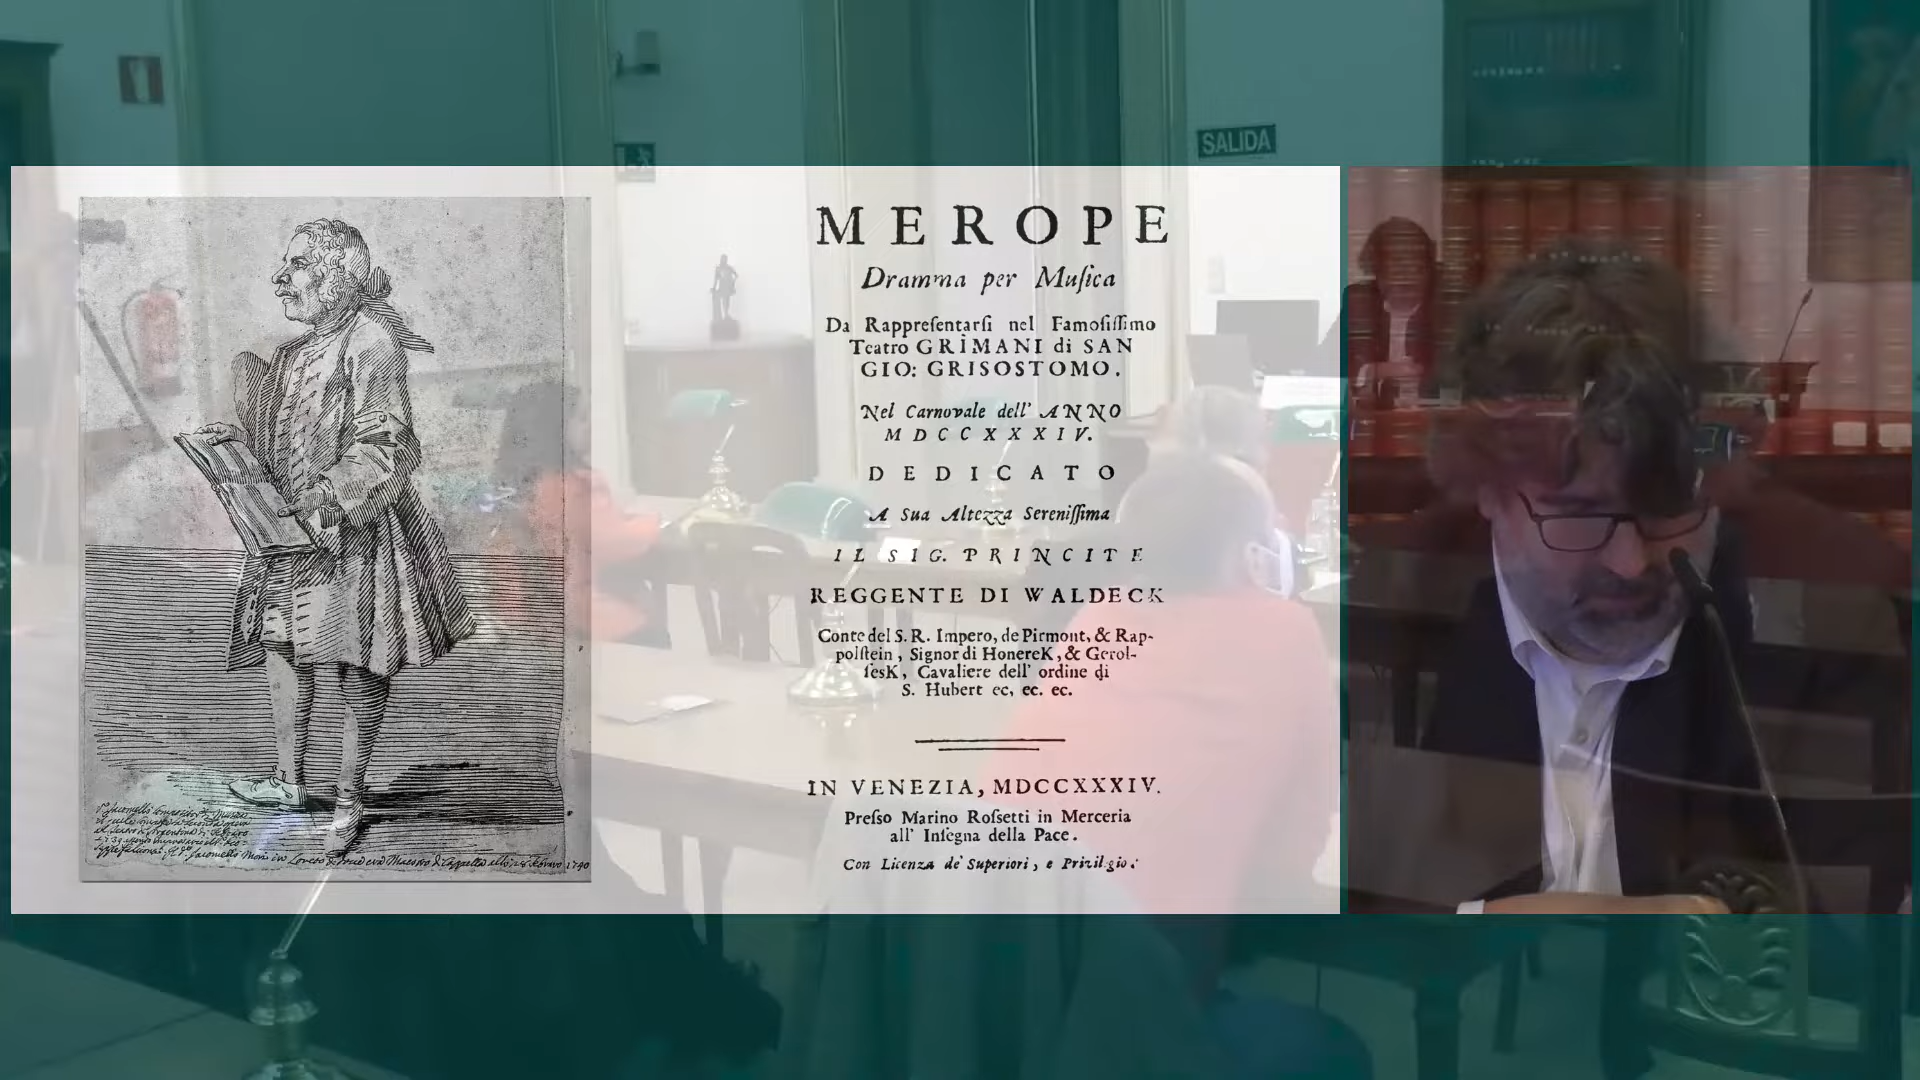 SALIDA
MEROPE
Dramma per Muſica
Da Rappreſentarſi nel Famoſiſſimo
Teatro GRIMANI di SAN
GIO: GRISOSTOMO.
Nel Carnovale dell' ANNO
MDCCXXXIV.
DEDICATO
A Sua Altezza Sereniſſima
IL SIG. PRINCIPE
REGGENTE DI WALDECK
Conte del S. R. Impero, de Pirmont, & Rap-
polſtein, Signor di HonereK, & Gerol-
ſesK, Cavaliere dell' ordine di
S. Hubert ec, ec. ec.
IN VENEZIA, MDCCXXXIV.
Preſso Marino Roſsetti in Merceria
all' Inſegna della Pace.
Con Licenza de' Superiori, e Privilegio.